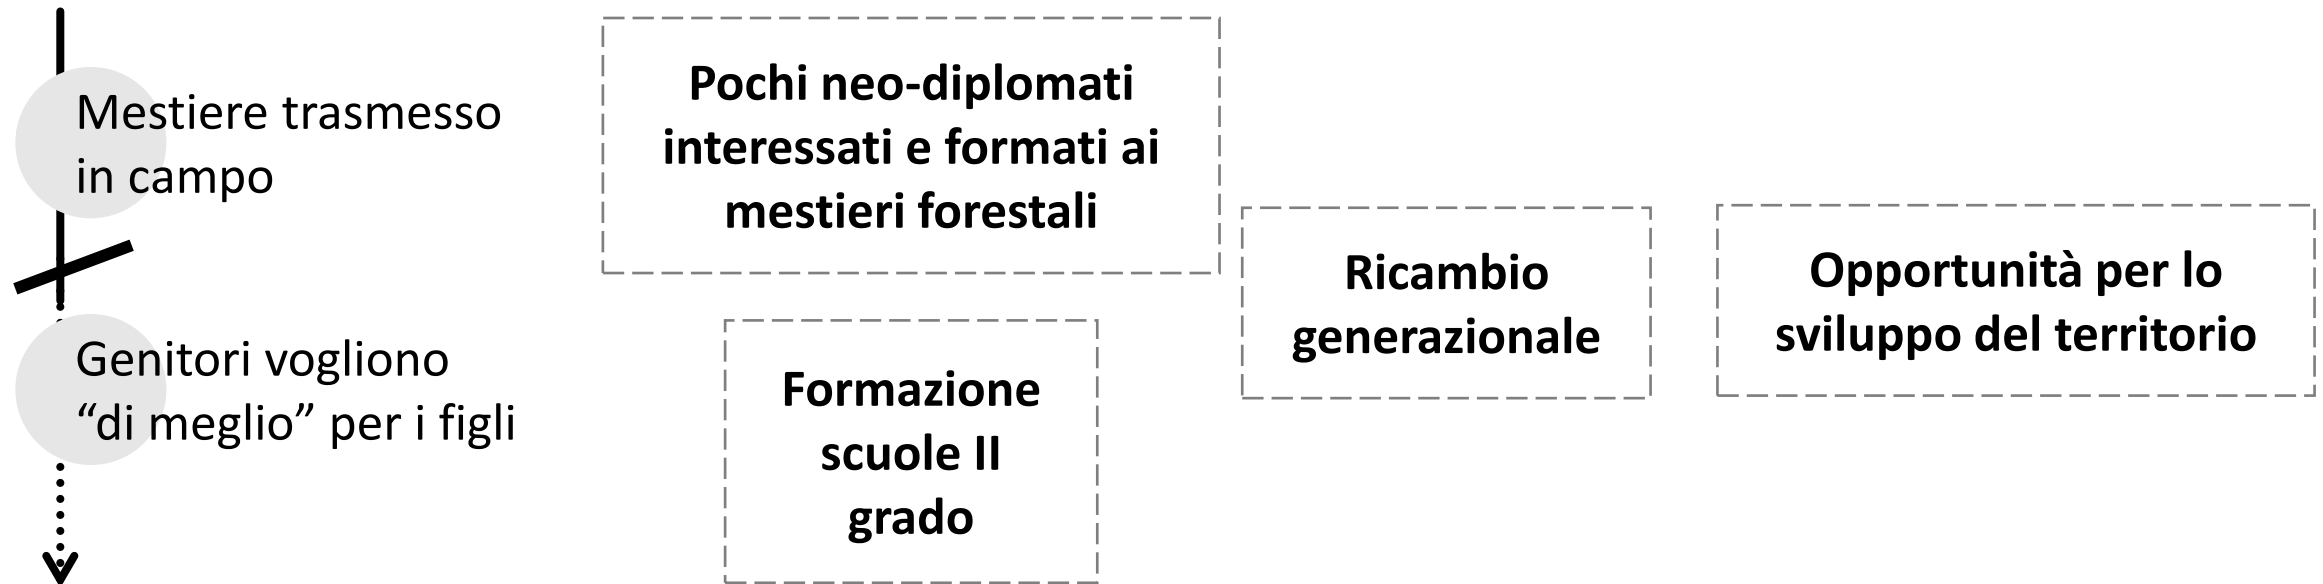 Mestiere trasmesso
in campo
Genitori vogliono
“di meglio” per i figli
Pochi neo-diplomati
interessati e formati ai
mestieri forestali
Formazione
scuole II
grado
Ricambio
generazionale
Opportunità per lo
sviluppo del territorio